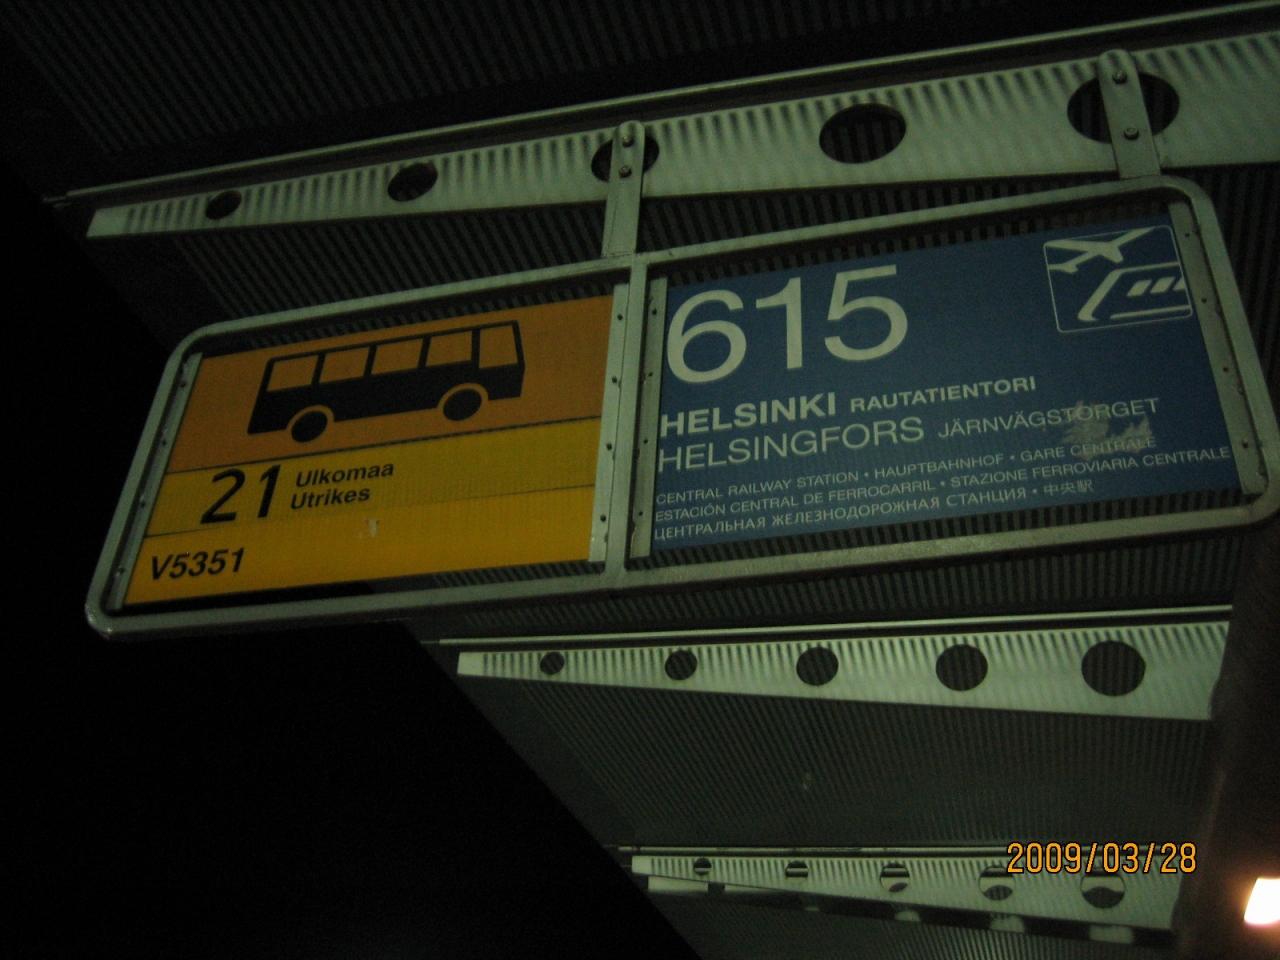 21 Ulkomaa
Utrikes
V5351
615
HELSINKI RAUTATIENTORI
HELSINGFORS JÄRNVÄGSTORGET
CENTRAL RAILWAY STATION • HAUPTBAHNHOF • GARE CENTRALE
ESTACIÓN CENTRAL DE FERROCARRIL • STAZIONE FERROVIARIA CENTRALE
ЦЕНТРАЛЬНАЯ ЖЕЛЕЗНОДОРОЖНАЯ СТАНЦИЯ • 中央駅
2009/03/28